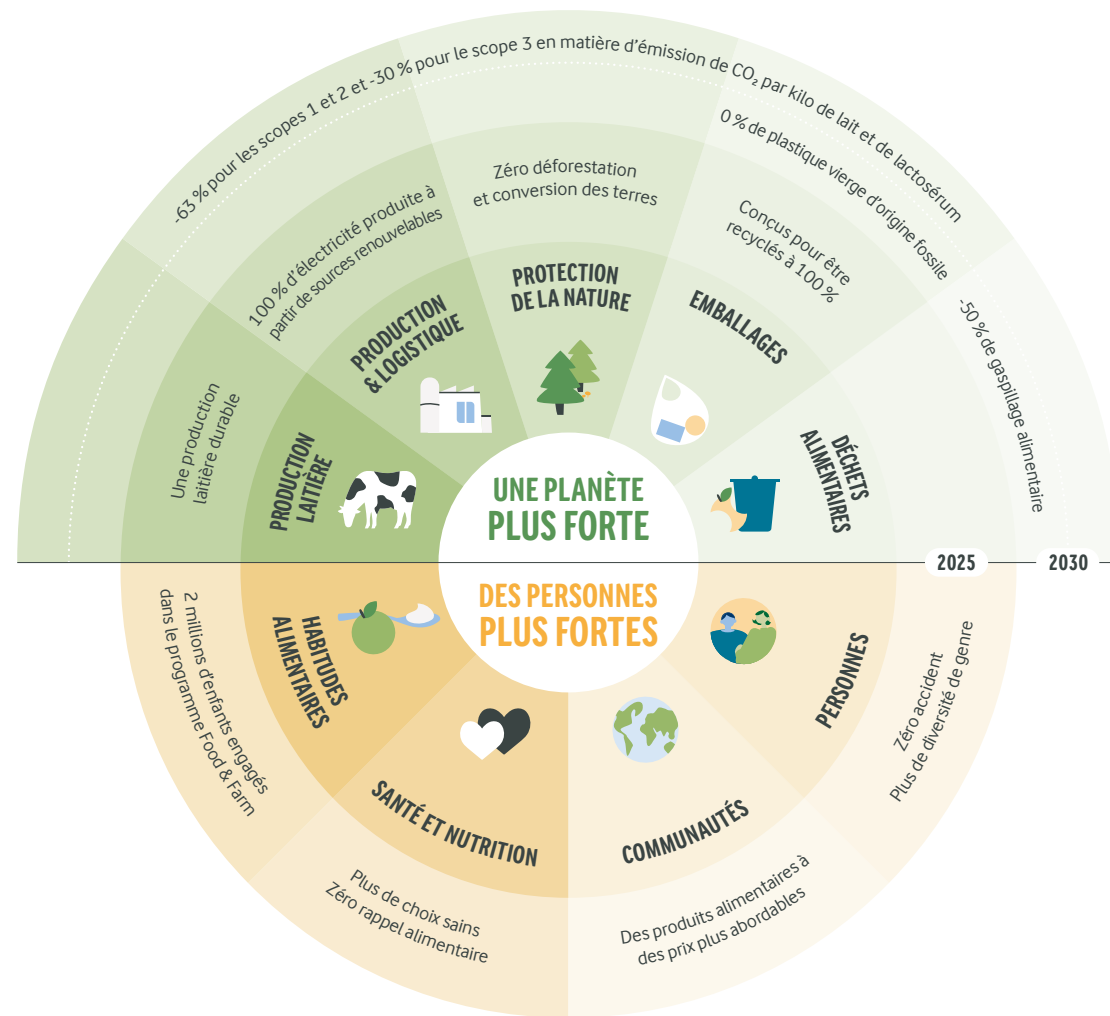 -63 % pour les scopes 1 et 2 et -30 % pour le scope 3 en matière d'émission de CO₂ par kilo de lait et de lactosérum
0 % de plastique vierge d'origine fossile
-50 % de gaspillage alimentaire
Une production
laitière durable
100 % d'électricité produite à
partir de sources renouvelables
Zéro déforestation
et conversion des terres
Conçus pour être
recyclés à 100 %
PRODUCTION
LAITIÈRE
PRODUCTION
& LOGISTIQUE
PROTECTION
DE LA NATURE
EMBALLAGES
DÉCHETS
ALIMENTAIRES
UNE PLANÈTE
PLUS FORTE
2025
2030
DES PERSONNES
PLUS FORTES
HABITUDES
ALIMENTAIRES
2 millions d'enfants engagés
dans le programme Food & Farm
SANTÉ ET NUTRITION
Plus de choix sains
Zéro rappel alimentaire
COMMUNAUTÉS
Des produits alimentaires à
des prix plus abordables
PERSONNES
Zéro accident
Plus de diversité de genre